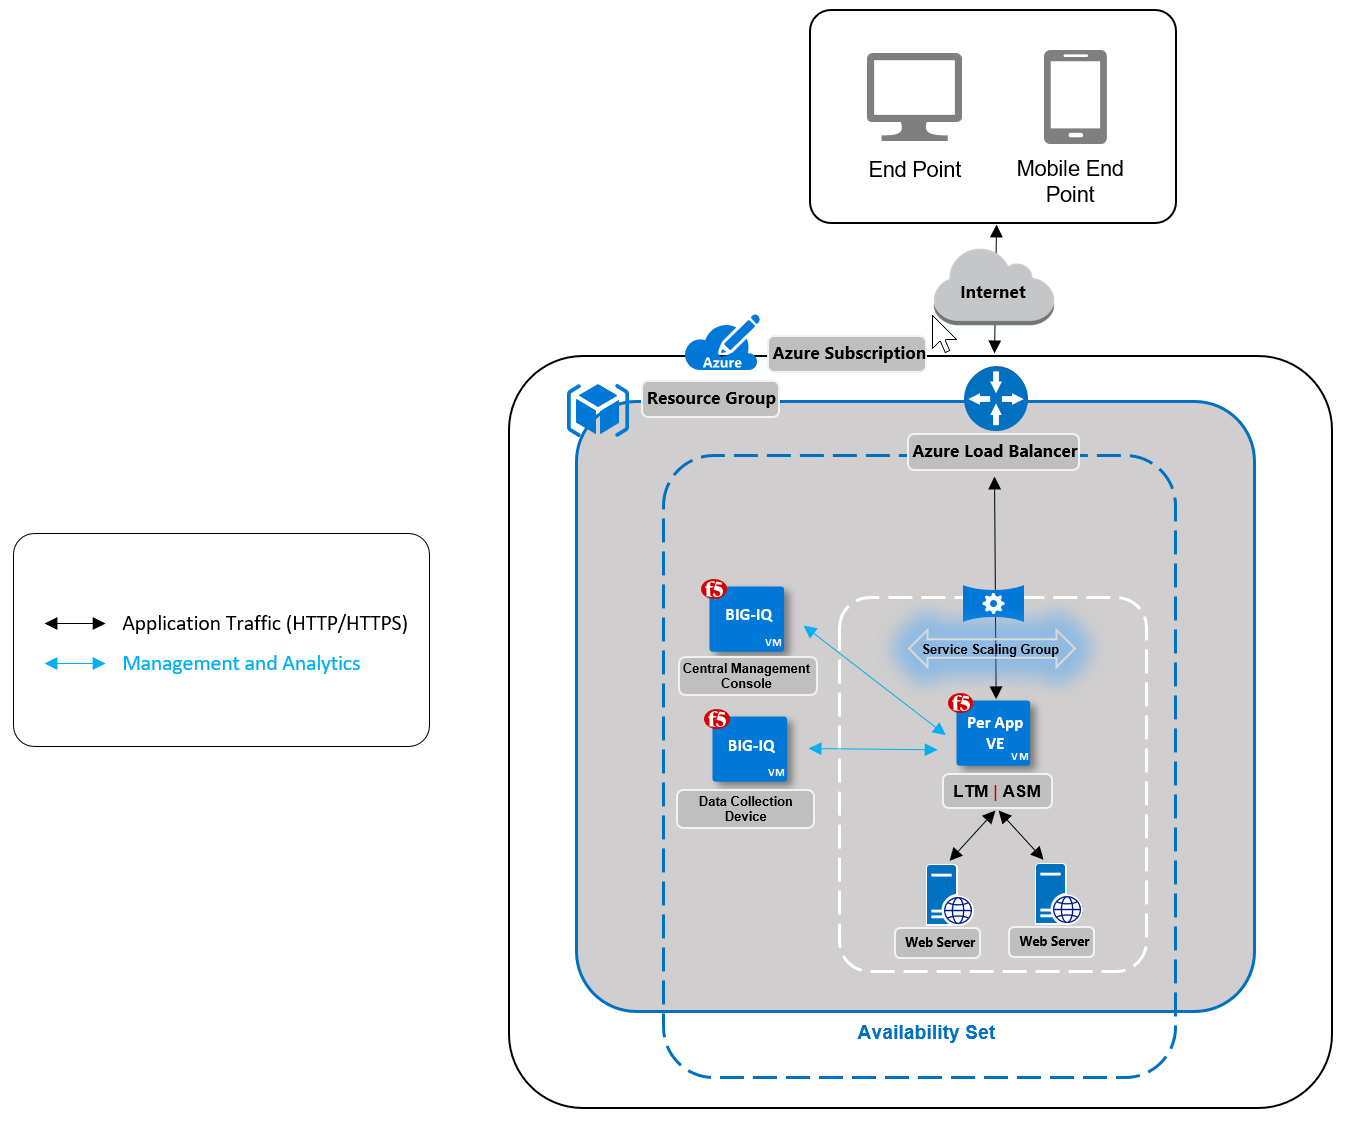 End Point
Mobile End
Point
Internet
Azure
Azure Subscription
Resource Group
Azure Load Balancer
Application Traffic (HTTP/HTTPS)
Management and Analytics
f5
BIG-IQ
VM
Central Management
Console
Service Scaling Group
f5
Per App
VE
VM
f5
BIG-IQ
VM
Data Collection
Device
LTM | ASM
Web Server
Web Server
Availability Set